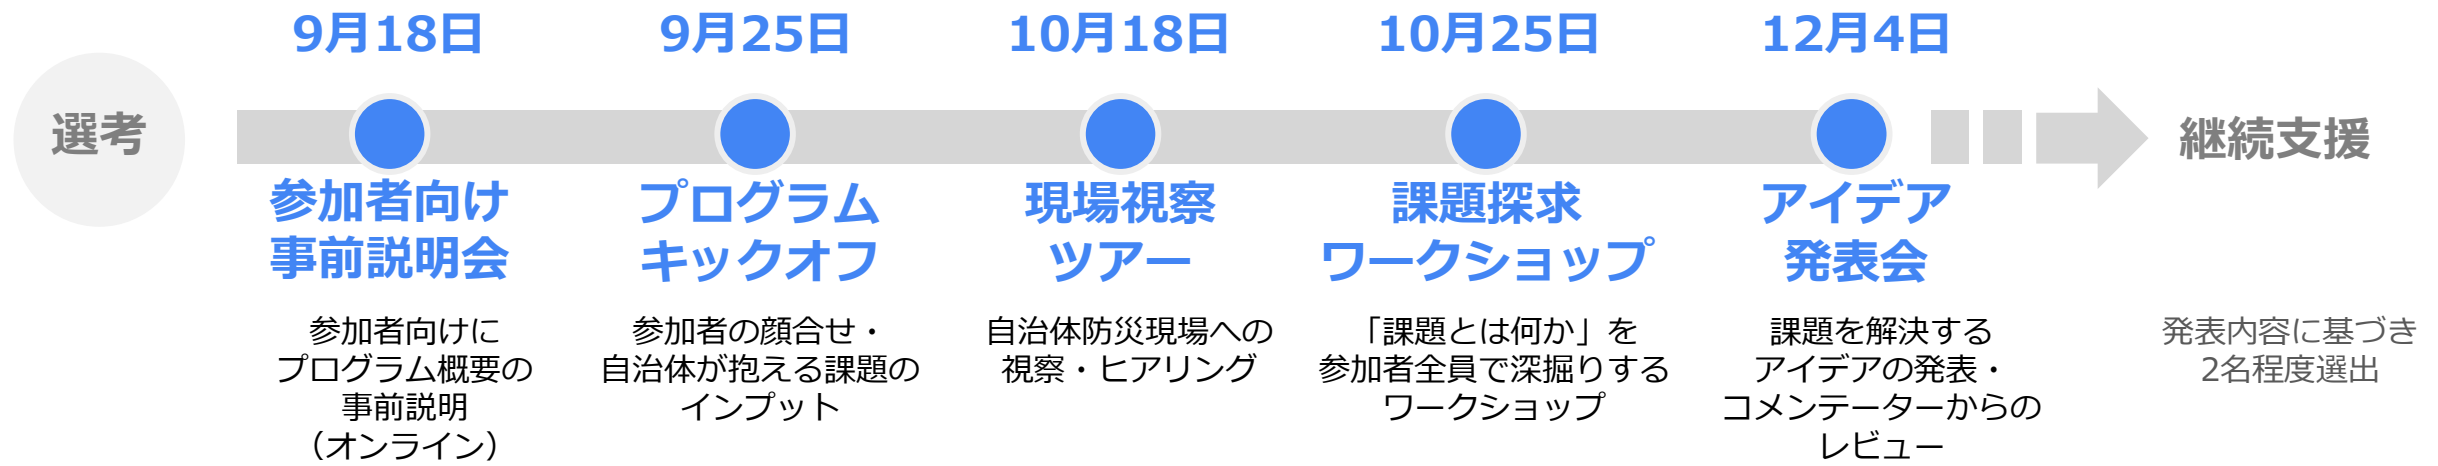 選考
9月18日
参加者向け
事前説明会
参加者向けに
プログラム概要の
事前説明
（オンライン）
9月25日
プログラム
キックオフ
参加者の顔合せ・
自治体が抱える課題の
インプット
10月18日
現場視察
ツアー
自治体防災現場への
視察・ヒアリング
10月25日
課題探求
ワークショップ
「課題とは何か」を
参加者全員で深掘りする
ワークショップ
12月4日
アイデア
発表会
課題を解決する
アイデアの発表・
コメンテーターからの
レビュー
継続支援
発表内容に基づき
2名程度選出